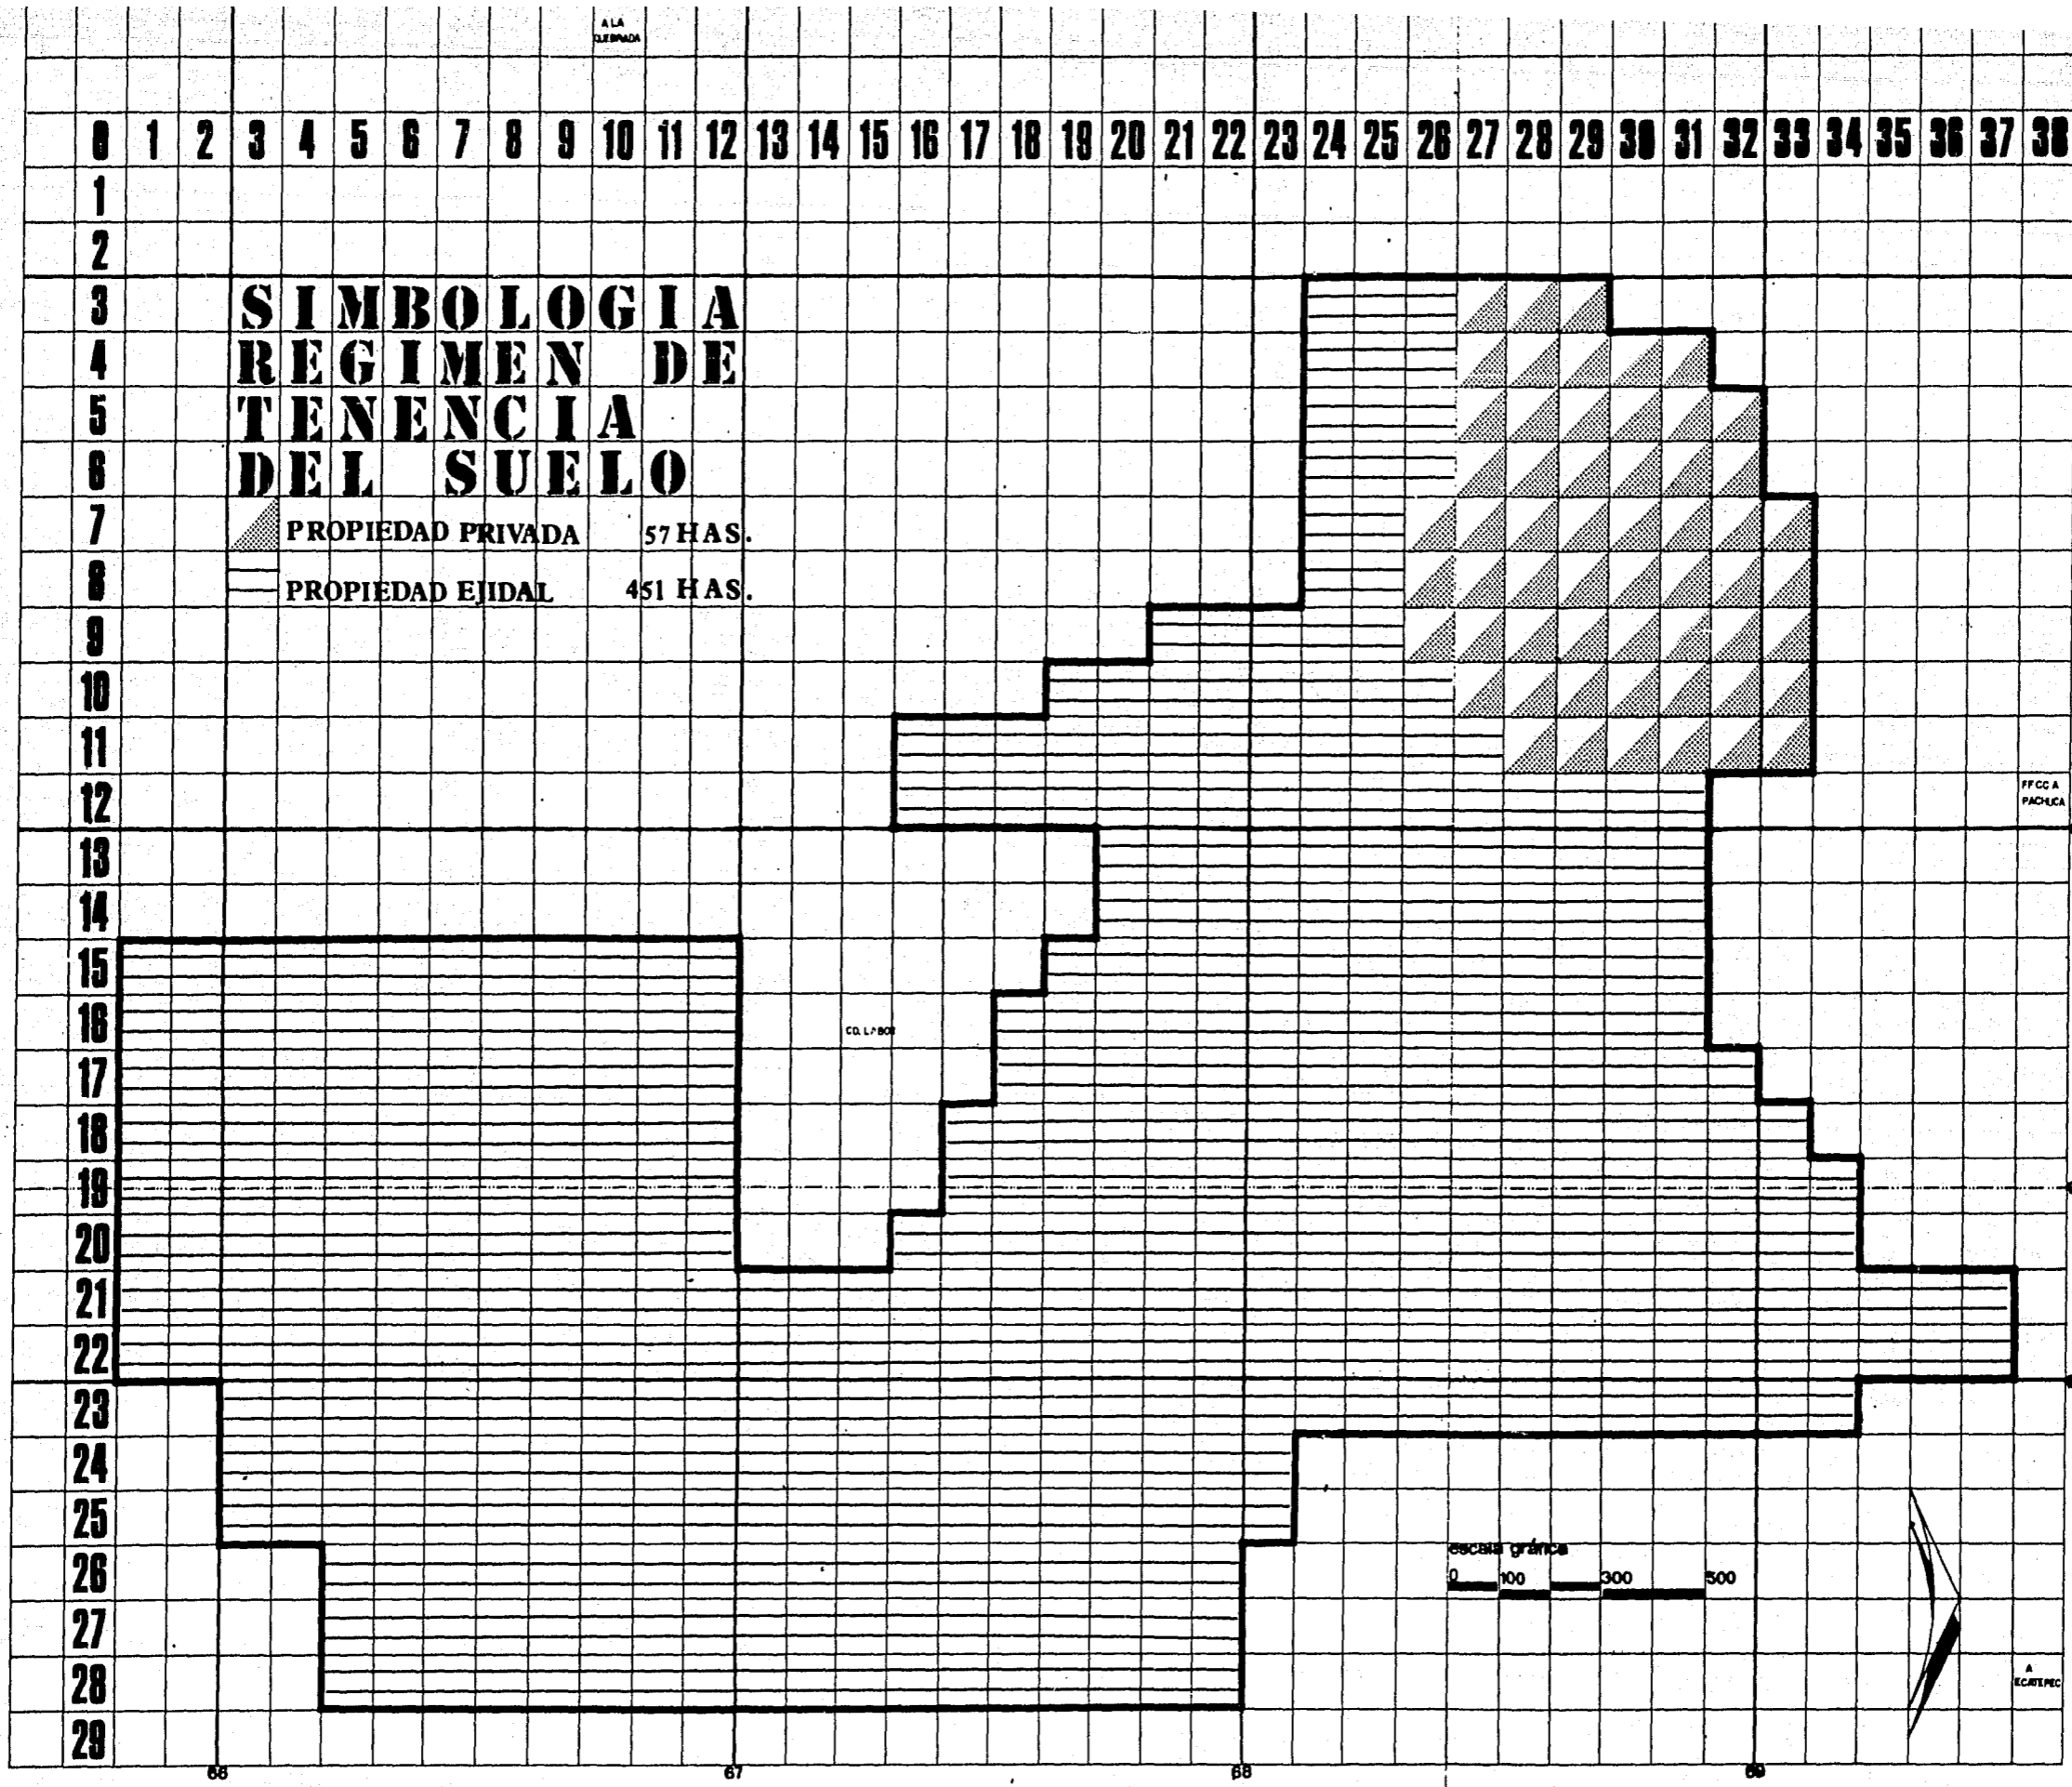 A LA
QUEBRADA
0 1 2 3 4 5 6 7 8 9 10 11 12 13 14 15 16 17 18 19 20 21 22 23 24 25 26 27 28 29 30 31 32 33 34 35 36 37 38
1
2
3 SIMBOLOGIA
4 REGIMEN DE
5 TENENCIA
6 DEL SUELO
7 PROPIEDAD PRIVADA 57 HAS.
8 PROPIEDAD EJIDAL 451 HAS.
9
10
11
12
FFCC A
PACHUCA
13
14
15
16
CD. LABOR
17
18
19
20
21
22
23
24
25
26
escala gráfica
0 100 300 500
27
28
A
ECATEPEC
29
66 67 68 69